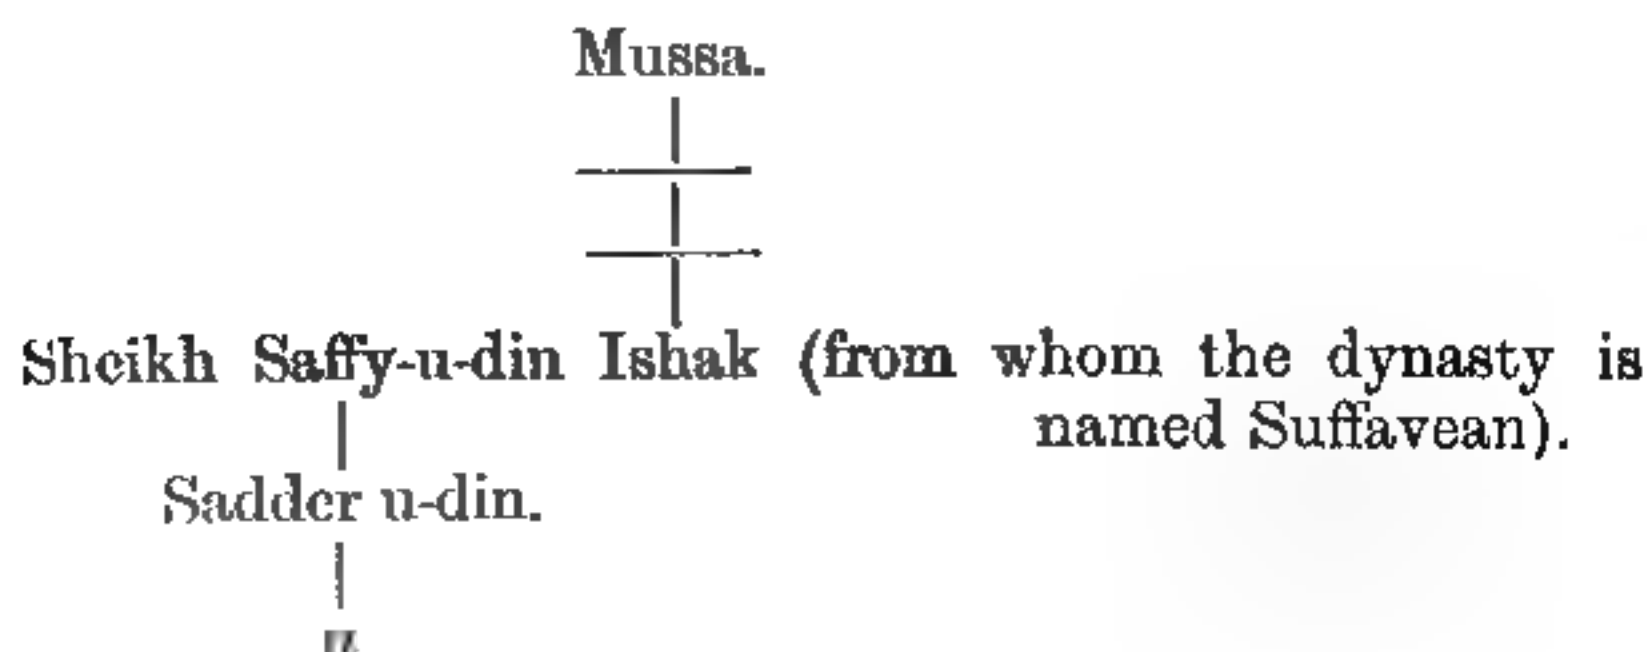 Mussa.
Sheikh Saffy-u-din Ishak (from whom the dynasty is
named Suffavean).
Sadder u-din.